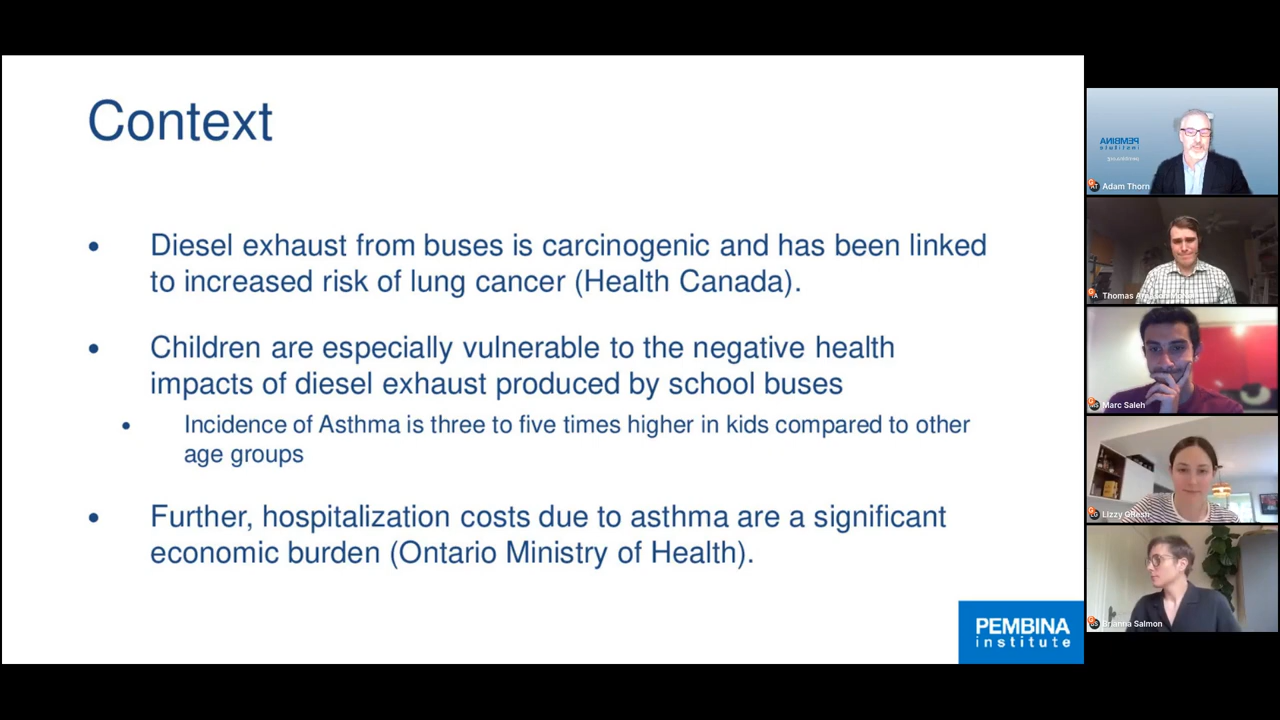 Context
• Diesel exhaust from buses is carcinogenic and has been linked
to increased risk of lung cancer (Health Canada).
• Children are especially vulnerable to the negative health
impacts of diesel exhaust produced by school buses
• Incidence of Asthma is three to five times higher in kids compared to other
age groups
• Further, hospitalization costs due to asthma are a significant
economic burden (Ontario Ministry of Health).
PEMBINA
institute
PEMBINA
institute
Adam Thorn
Thomas
Marc Saleh
Lizzy
Brianna Salmon